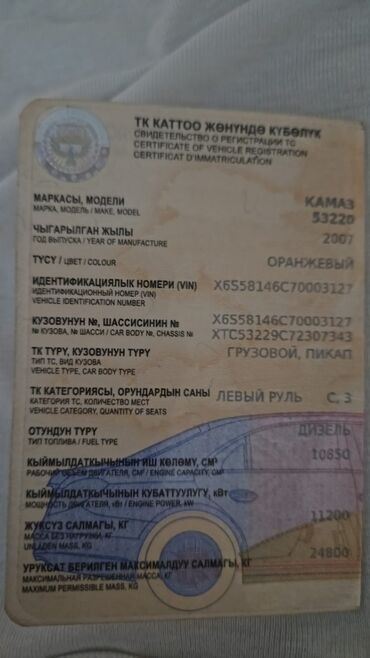 ТК КАТТОО ЖӨНҮНДӨ КҮБӨЛҮК
СВИДЕТЕЛЬСТВО О РЕГИСТРАЦИИ ТС
CERTIFICATE OF VEHICLE REGISTRATION
CERTIFICAT D'IMMATRICULATION
МАРКАСЫ, МОДЕЛИ
МАРКА, МОДЕЛЬ / MAKE, MODEL
КАМАЗ
53220
ЧЫГАРЫЛГАН ЖЫЛЫ
ГОД ВЫПУСКА / YEAR OF MANUFACTURE
2007
ТҮСҮ / ЦВЕТ / COLOUR
ОРАНЖЕВЫЙ
ИДЕНТИФИКАЦИЯЛЫК НОМЕРИ (VIN)
ИДЕНТИФИКАЦИОННЫЙ НОМЕР (VIN)
VEHICLE IDENTIFICATION NUMBER
X6S58146C70003127
КУЗОВУНУН №, ШАССИСИНИН №
№ КУЗОВА, № ШАССИ / CAR BODY №, CHASSIS №
X6S58146C70003127
XTC53229C72307343
ТК ТҮРҮ, КУЗОВУНУН ТҮРҮ
ТИП ТС, ВИД КУЗОВА
VEHICLE TYPE, CAR BODY TYPE
ГРУЗОВОЙ, ПИКАП
ТК КАТЕГОРИЯСЫ, ОРУНДАРДЫН САНЫ
КАТЕГОРИЯ ТС, КОЛИЧЕСТВО МЕСТ
VEHICLE CATEGORY, QUANTITY OF SEATS
ЛЕВЫЙ РУЛЬ C, 3
ОТУНДУН ТҮРҮ
ТИП ТОПЛИВА / FUEL TYPE
ДИЗЕЛЬ
КЫЙМЫЛДАТКЫЧЫНЫН ИШ КӨЛӨМҮ, СМ³
РАБОЧИЙ ОБЪЕМ ДВИГАТЕЛЯ, СМ³ / ENGINE CAPACITY, CM³
10850
КЫЙМЫЛДАТКЫЧЫНЫН КУБАТТУУЛУГУ, кВт
МОЩНОСТЬ ДВИГАТЕЛЯ, кВт / ENGINE POWER, kW
ЖҮКСҮЗ САЛМАГЫ, КГ
МАССА БЕЗ НАГРУЗКИ, КГ
UNLADEN MASS, KG
11200
УРУКСАТ БЕРИЛГЕН МАКСИМАЛДУУ САЛМАГЫ, КГ
МАКСИМАЛЬНАЯ РАЗРЕШЕННАЯ МАССА, КГ
MAXIMUM PERMISSIBLE MASS, KG
24800